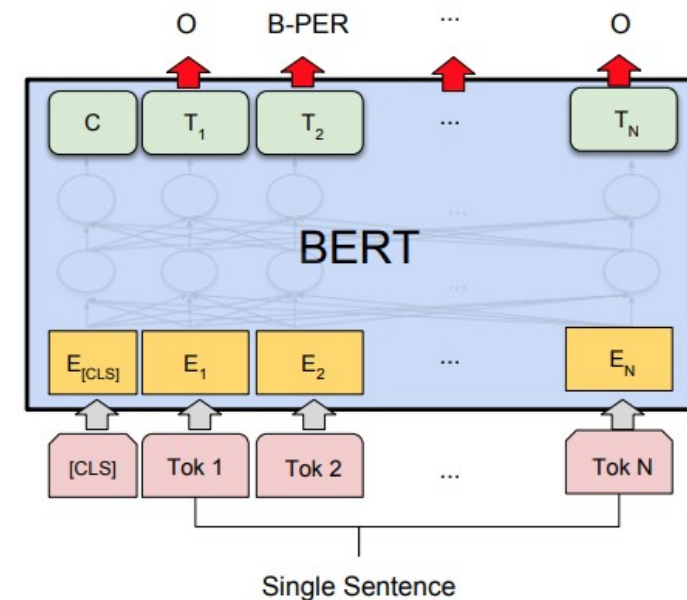 O B-PER ... O
C T1 T2 ... TN
...
BERT
...
E[CLS] E1 E2 ... EN
[CLS] Tok 1 Tok 2 ... Tok N
Single Sentence